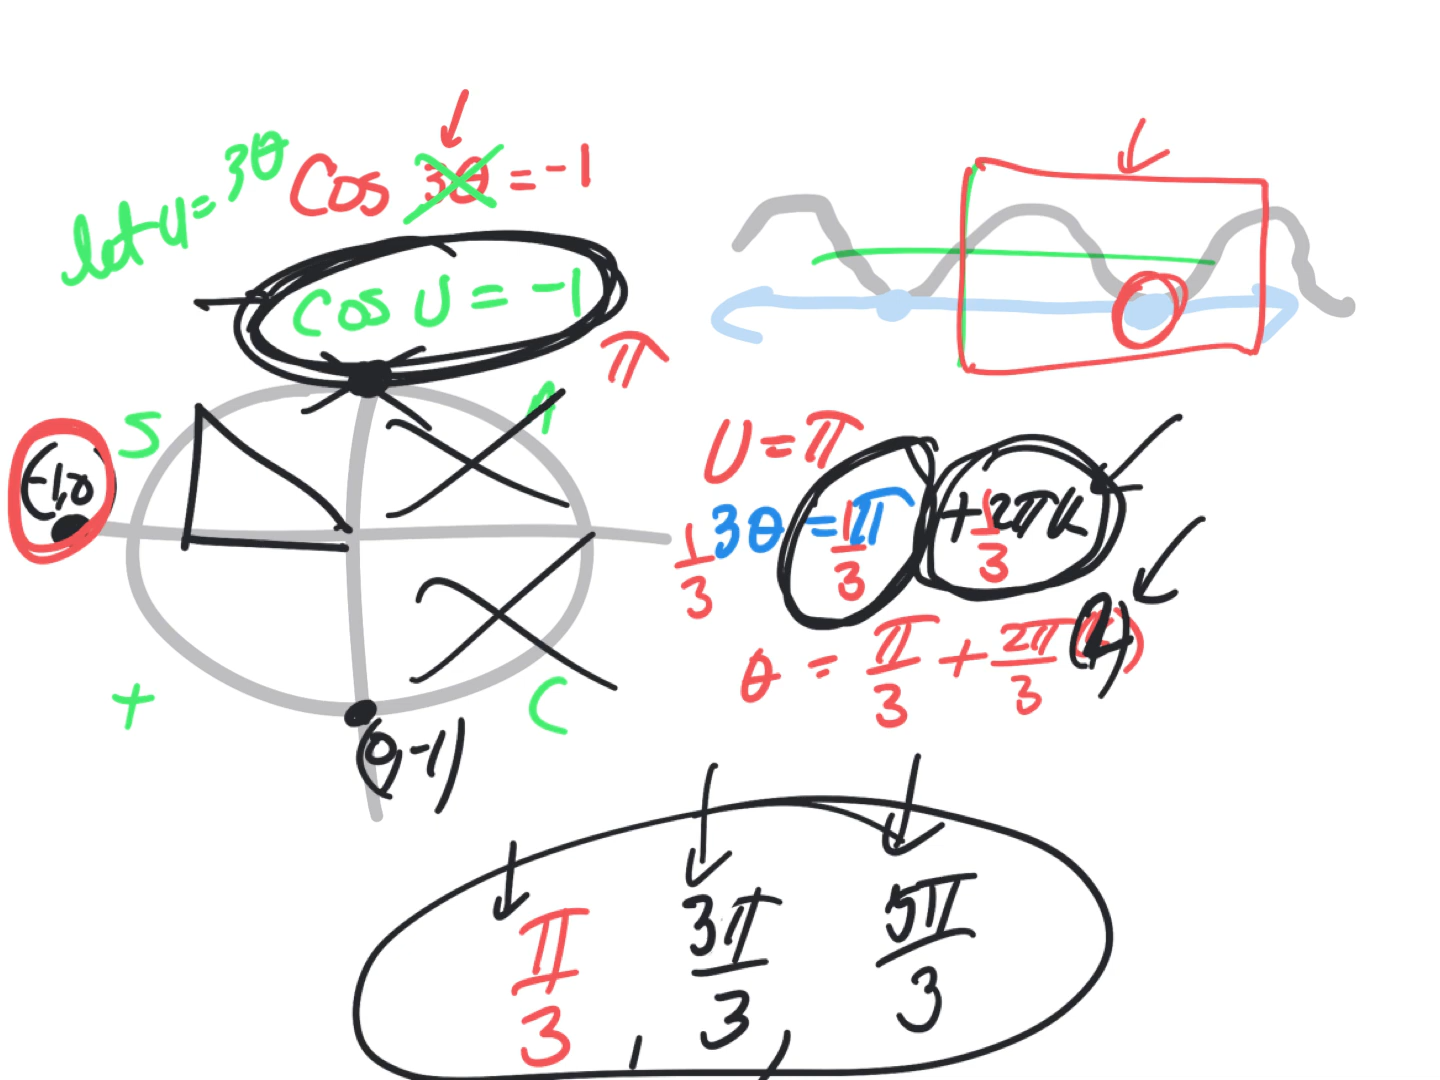 let u = 3θ
Cos 3θ = -1
Cos U = -1
π
S
A
(-1,0)
U = π
1/3 3θ = 1/3 π + 1/3 2πk
θ = π/3 + 2π/3 (2)
+
C
(0,-1)
π/3, 3π/3, 5π/3